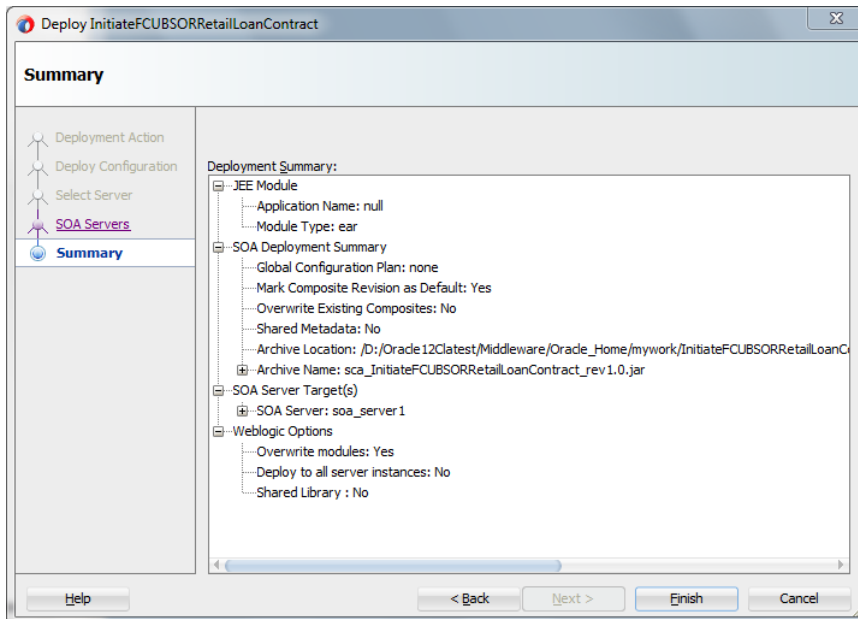 Deploy InitiateFCUBSORRetailLoanContract
Summary
Deployment Action
Deploy Configuration
Select Server
SOA Servers
Summary
Deployment Summary:
JEE Module
Application Name: null
Module Type: ear
SOA Deployment Summary
Global Configuration Plan: none
Mark Composite Revision as Default: Yes
Overwrite Existing Composites: No
Shared Metadata: No
Archive Location: /D:/Oracle12Clatest/Middleware/Oracle_Home/mywork/InitiateFCUBSORRetailLoanCo
Archive Name: sca_InitiateFCUBSORRetailLoanContract_rev1.0.jar
SOA Server Target(s)
SOA Server: soa_server1
Weblogic Options
Overwrite modules: Yes
Deploy to all server instances: No
Shared Library : No
Help
< Back
Next >
Finish
Cancel